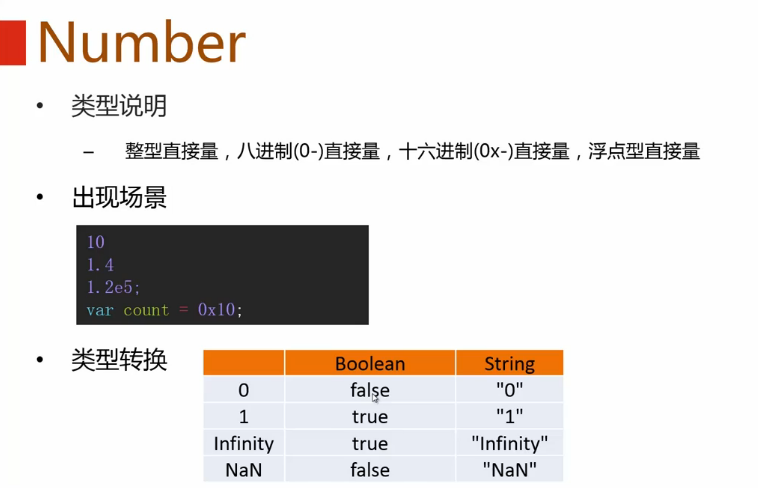 Number
• 类型说明
– 整型直接量，八进制(0-)直接量，十六进制(0x-)直接量，浮点型直接量
• 出现场景
10
1.4
1.2e5;
var count = 0x10;
• 类型转换
Boolean String
0 false "0"
1 true "1"
Infinity true "Infinity"
NaN false "NaN"